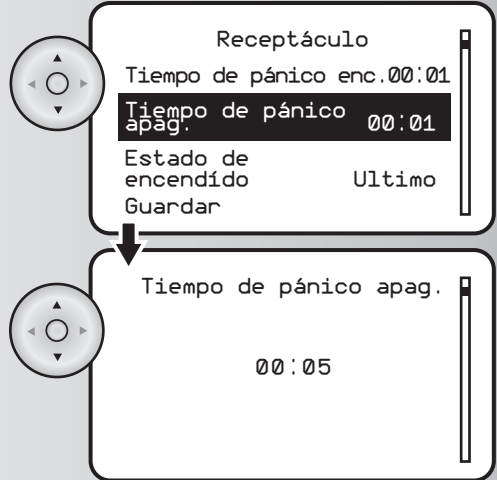 Receptáculo
Tiempo de pánico enc.00:01
Tiempo de pánico
apag. 00:01
Estado de
encendído Ultimo
Guardar
Tiempo de pánico apag.
00:05